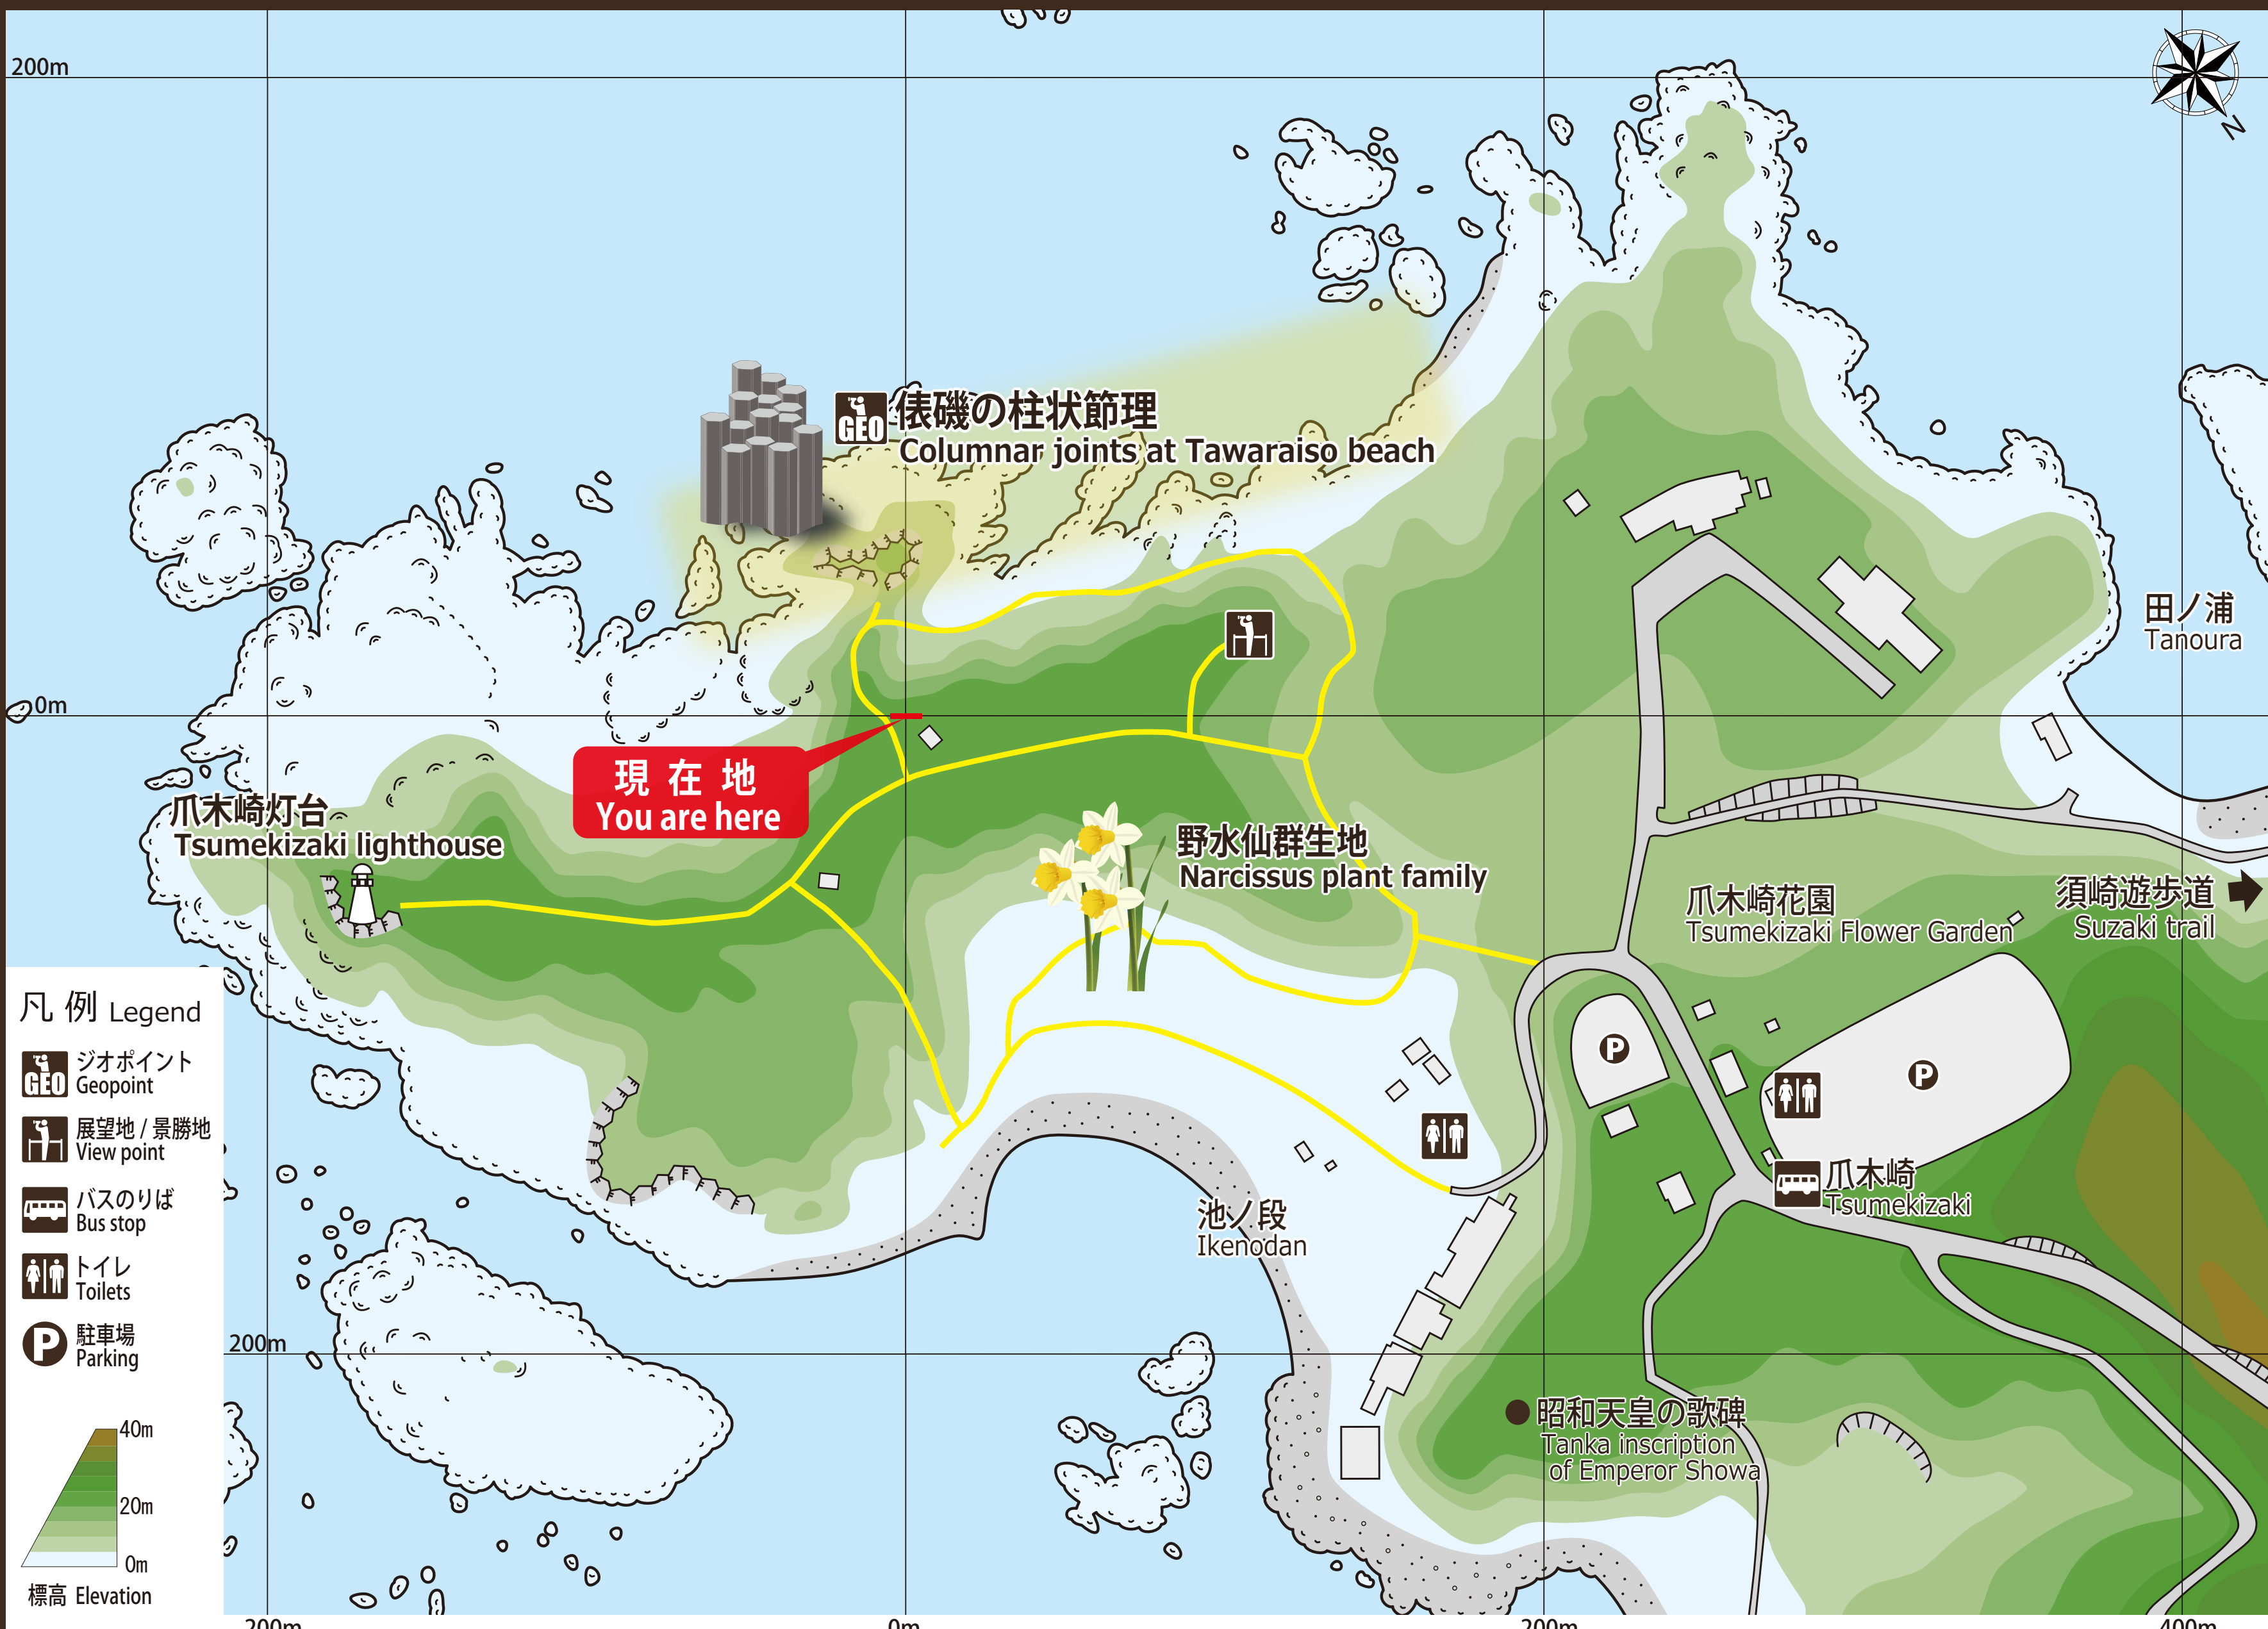 200m
N
GEO
俵磯の柱状節理
Columnar joints at Tawaraiso beach
田ノ浦
Tanoura
0m
現在地
You are here
爪木崎灯台
Tsumekizaki lighthouse
野水仙群生地
Narcissus plant family
爪木崎花園
Tsumekizaki Flower Garden
須崎遊歩道
Suzaki trail
P
P
爪木崎
Tsumekizaki
池ノ段
Ikenodan
200m
昭和天皇の歌碑
Tanka inscription
of Emperor Showa
凡例 Legend
GEO
ジオポイント
Geopoint
展望地 / 景勝地
View point
バスのりば
Bus stop
トイレ
Toilets
P
駐車場
Parking
40m
20m
0m
標高 Elevation
200m
0m
200m
400m